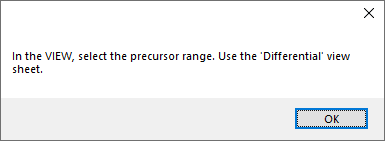 In the VIEW, select the precursor range. Use the 'Differential' view
sheet.
OK